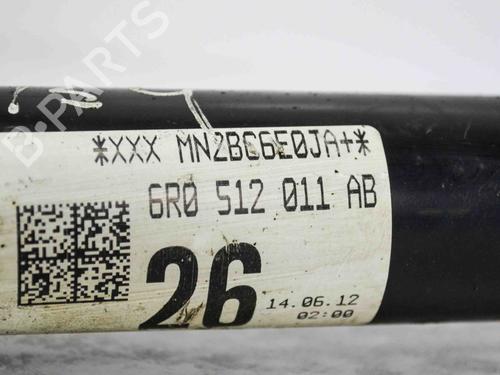 B-PARTS
*XXX MN2BC6E0JA+*
6R0 512 011 AB
26
14.06.12
02:00